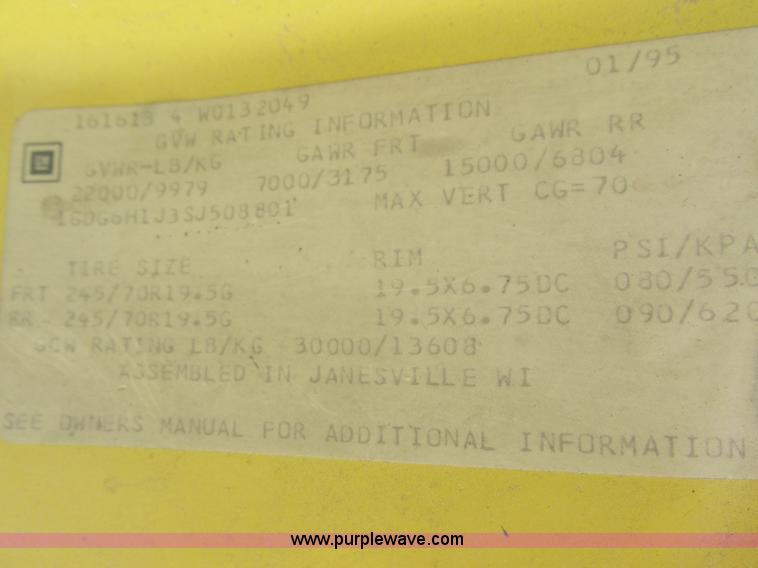 01/95
161613 4 W0132049
GVW RATING INFORMATION
GVWR-LB/KG GAWR FRT GAWR RR
22000/9979 7000/3175 15000/6804
1GDG6H1J3SJ508801 MAX VERT CG=70
TIRE SIZE RIM PSI/KPA
FRT 245/70R19.5G 19.5X6.75DC 080/550
RR - 245/70R19.5G 19.5X6.75DC 090/620
GCW RATING LB/KG 30000/13608
ASSEMBLED IN JANESVILLE WI
SEE OWNERS MANUAL FOR ADDITIONAL INFORMATION
www.purplewave.com